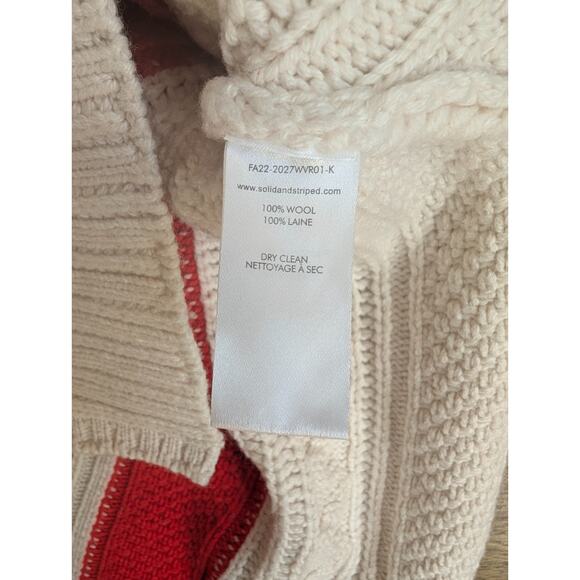 FA22-2027WVR01-K
www.solidandstriped.com
100% WOOL
100% LAINE
DRY CLEAN
NETTOYAGE À SEC